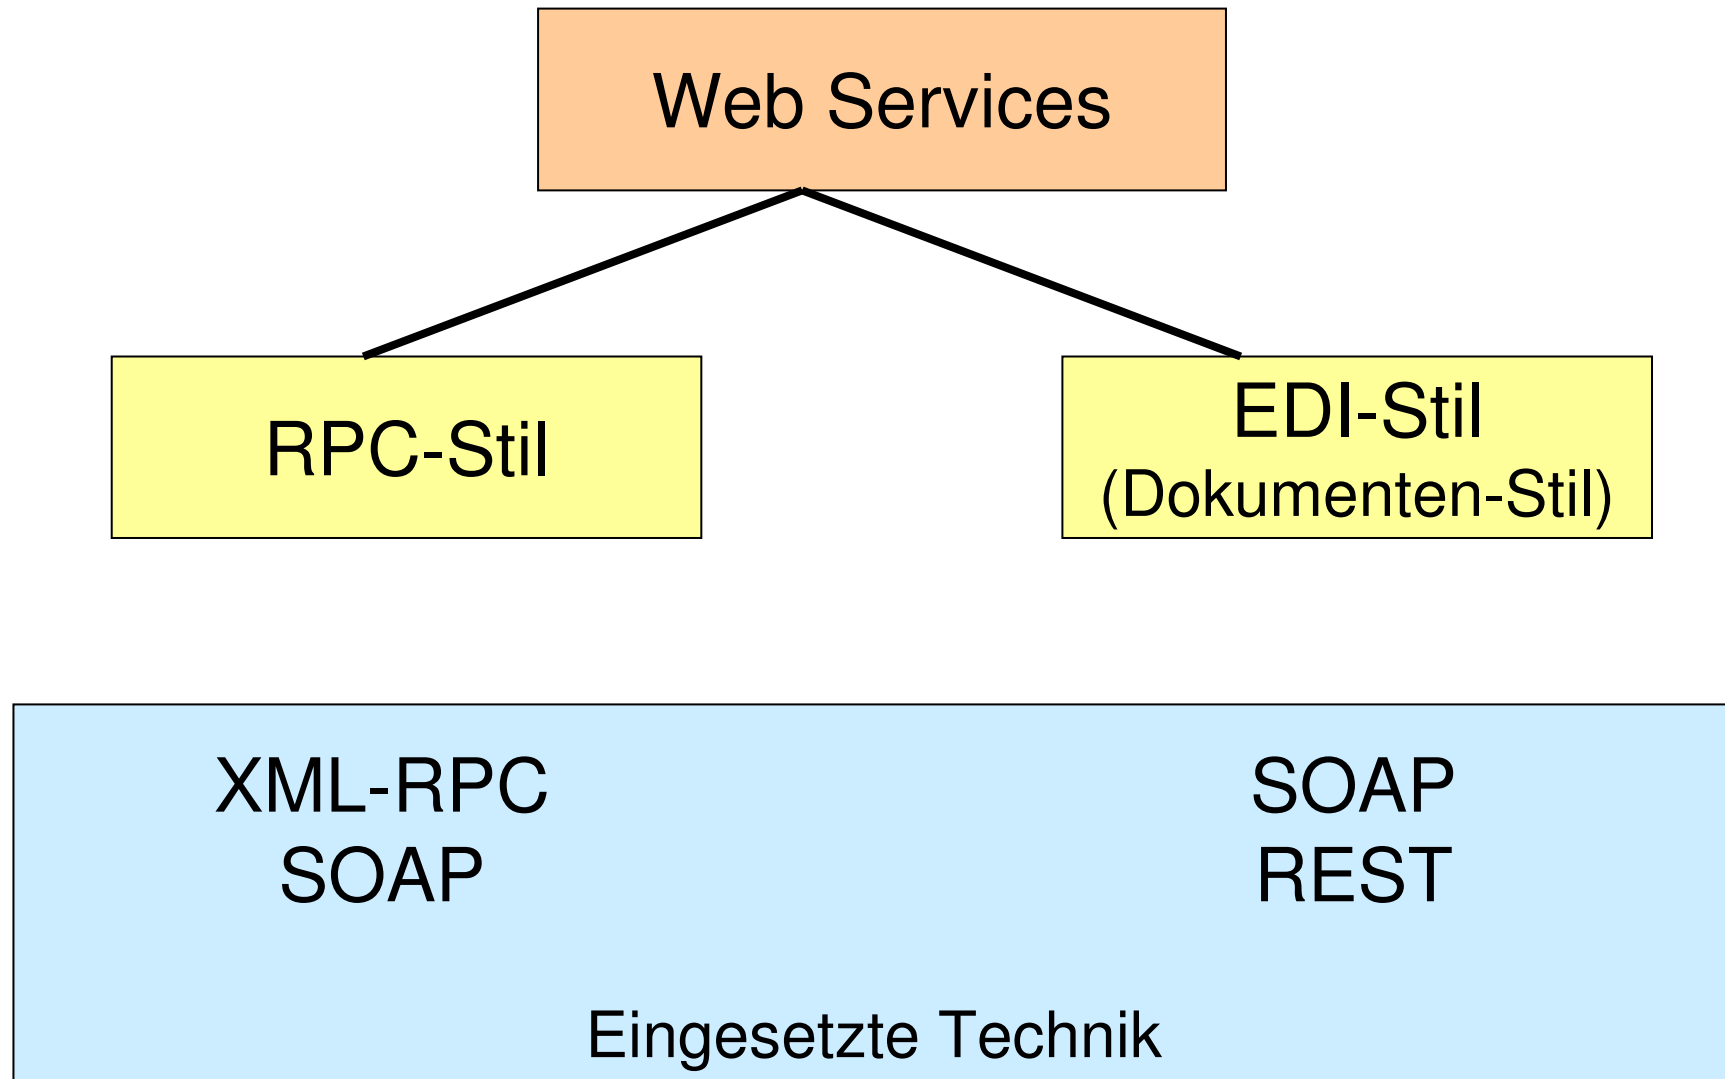 Web Services
RPC-Stil
EDI-Stil
(Dokumenten-Stil)
XML-RPC
SOAP
SOAP
REST
Eingesetzte Technik